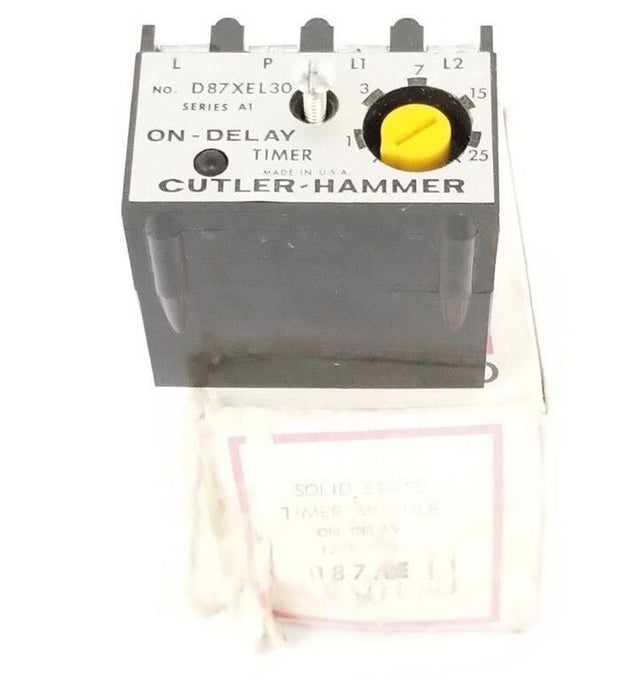 L P L1 L2
No. D87XEL30
SERIES A1
ON-DELAY
TIMER
MADE IN U.S.A.
CUTLER-HAMMER
1 3 7 15 25
SOLID STATE
TIMER MODULE
ON DELAY